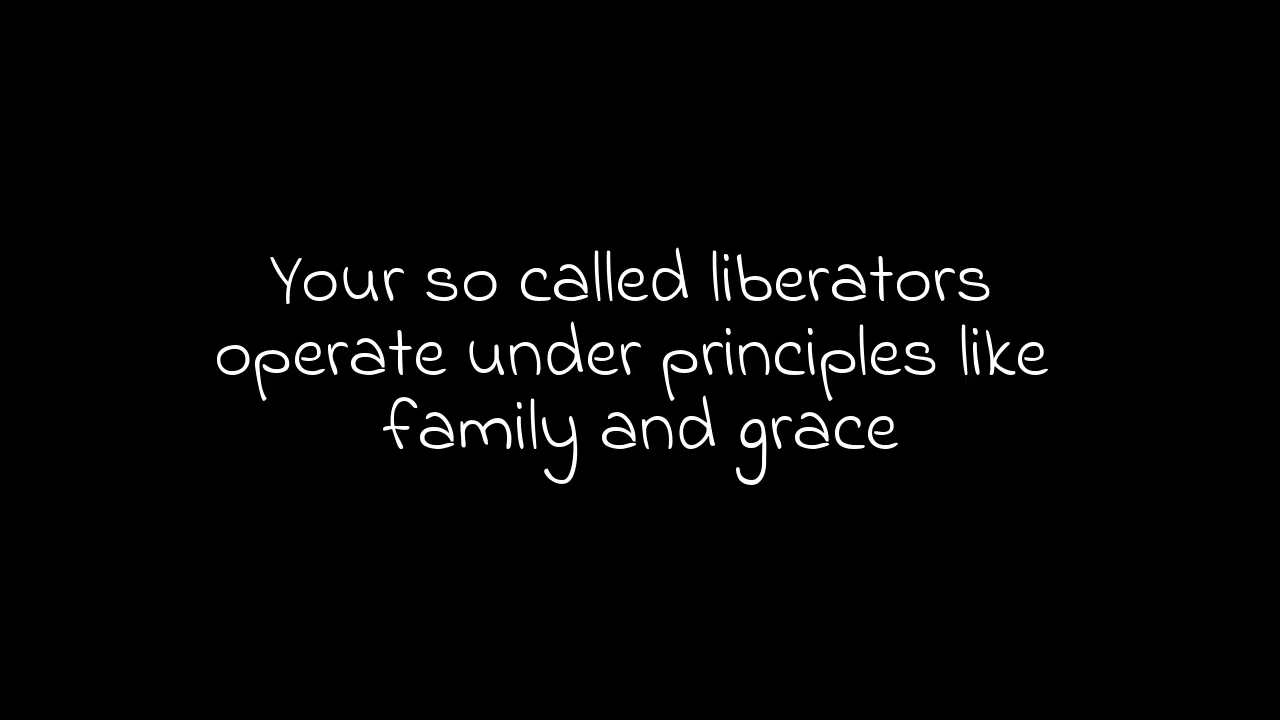 Your so called liberators
operate under principles like
family and grace